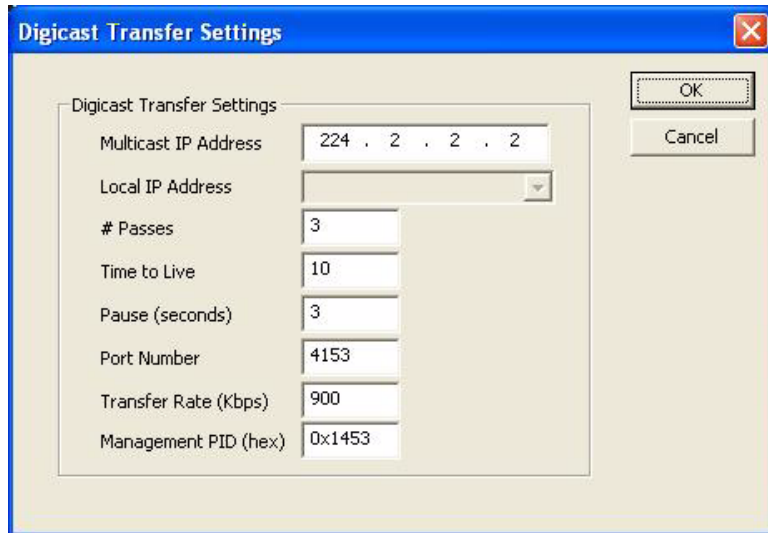 Digicast Transfer Settings
Digicast Transfer Settings
OK
Multicast IP Address 224 . 2 . 2 . 2
Cancel
Local IP Address
# Passes 3
Time to Live 10
Pause (seconds) 3
Port Number 4153
Transfer Rate (Kbps) 900
Management PID (hex) 0x1453